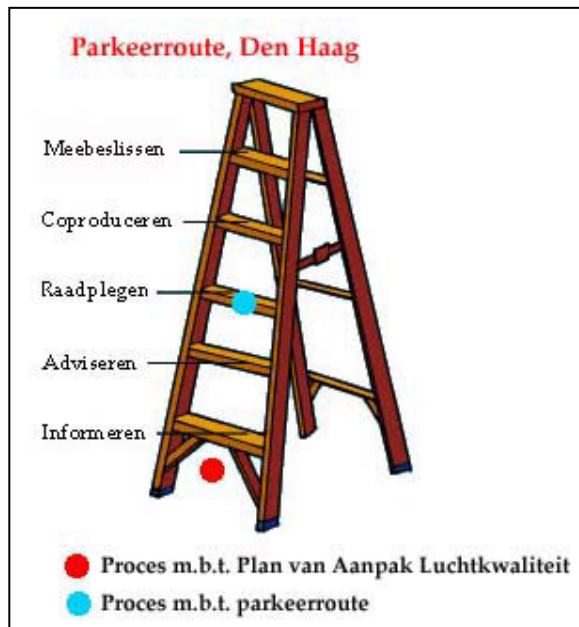 Parkeerroute, Den Haag
Meebeslissen
Coproduceren
Raadplegen
Adviseren
Informeren
Proces m.b.t. Plan van Aanpak Luchtkwaliteit
Proces m.b.t. parkeerroute